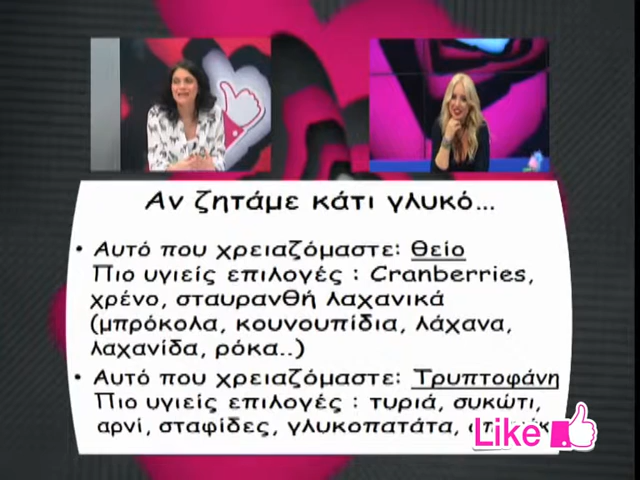 Αν ζητάμε κάτι γλυκό...
• Αυτό που χρειαζόμαστε: θείο
Πιο υγιείς επιλογές : Cranberries,
χρένο, σταυρανθή λαχανικά
(μπρόκολα, κουνουπίδια, λάχανα,
λαχανίδα, ρόκα..)
• Αυτό που χρειαζόμαστε: Τρυπτοφάνη
Πιο υγιείς επιλογές : τυριά, συκώτι,
αρνί, σταφίδες, γλυκοπατάτα,
Like